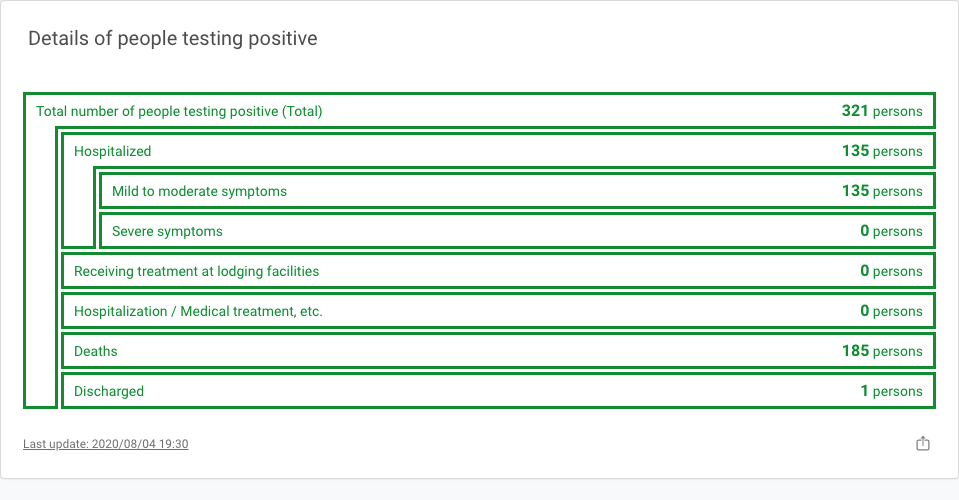 Details of people testing positive
Total number of people testing positive (Total) 321 persons
Hospitalized 135 persons
Mild to moderate symptoms 135 persons
Severe symptoms 0 persons
Receiving treatment at lodging facilities 0 persons
Hospitalization / Medical treatment, etc. 0 persons
Deaths 185 persons
Discharged 1 persons
Last update: 2020/08/04 19:30